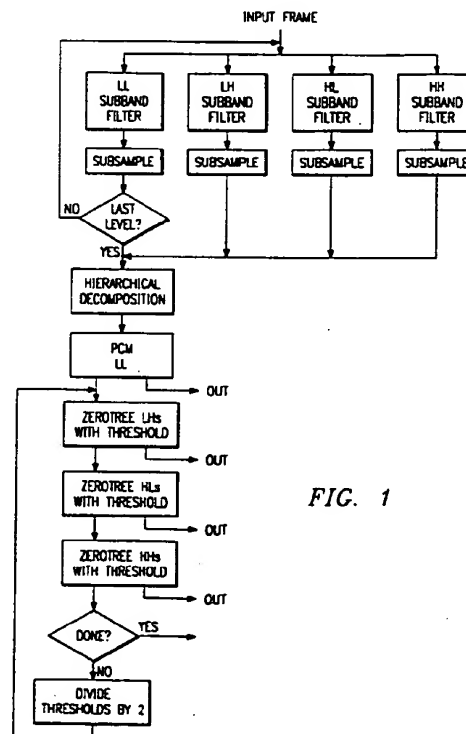 INPUT FRAME
LL
SUBBAND
FILTER
LH
SUBBAND
FILTER
HL
SUBBAND
FILTER
HH
SUBBAND
FILTER
SUBSAMPLE
SUBSAMPLE
SUBSAMPLE
SUBSAMPLE
NO
LAST
LEVEL?
YES
HIERARCHICAL
DECOMPOSITION
PCM
LL
OUT
ZEROTREE LHs
WITH THRESHOLD
OUT
ZEROTREE HLs
WITH THRESHOLD
FIG. 1
OUT
ZEROTREE HHs
WITH THRESHOLD
OUT
DONE?
YES
NO
DIVIDE
THRESHOLDS BY 2